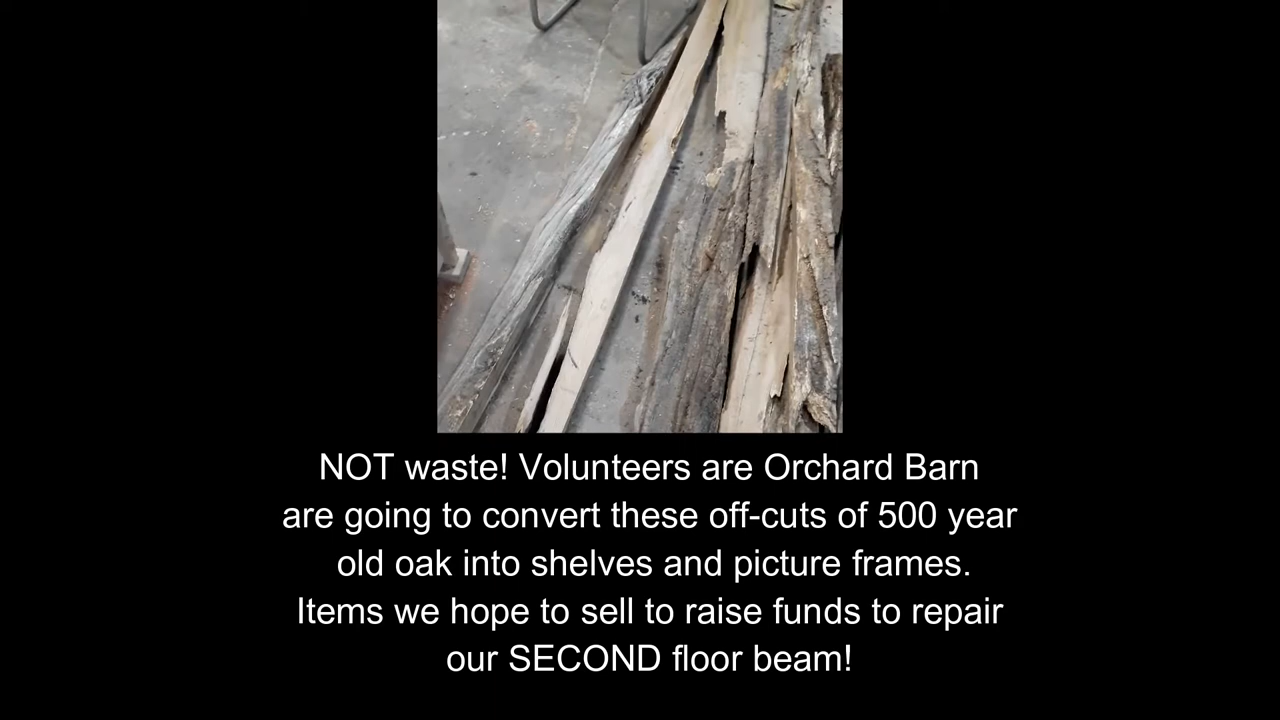 NOT waste! Volunteers are Orchard Barn
are going to convert these off-cuts of 500 year
old oak into shelves and picture frames.
Items we hope to sell to raise funds to repair
our SECOND floor beam!